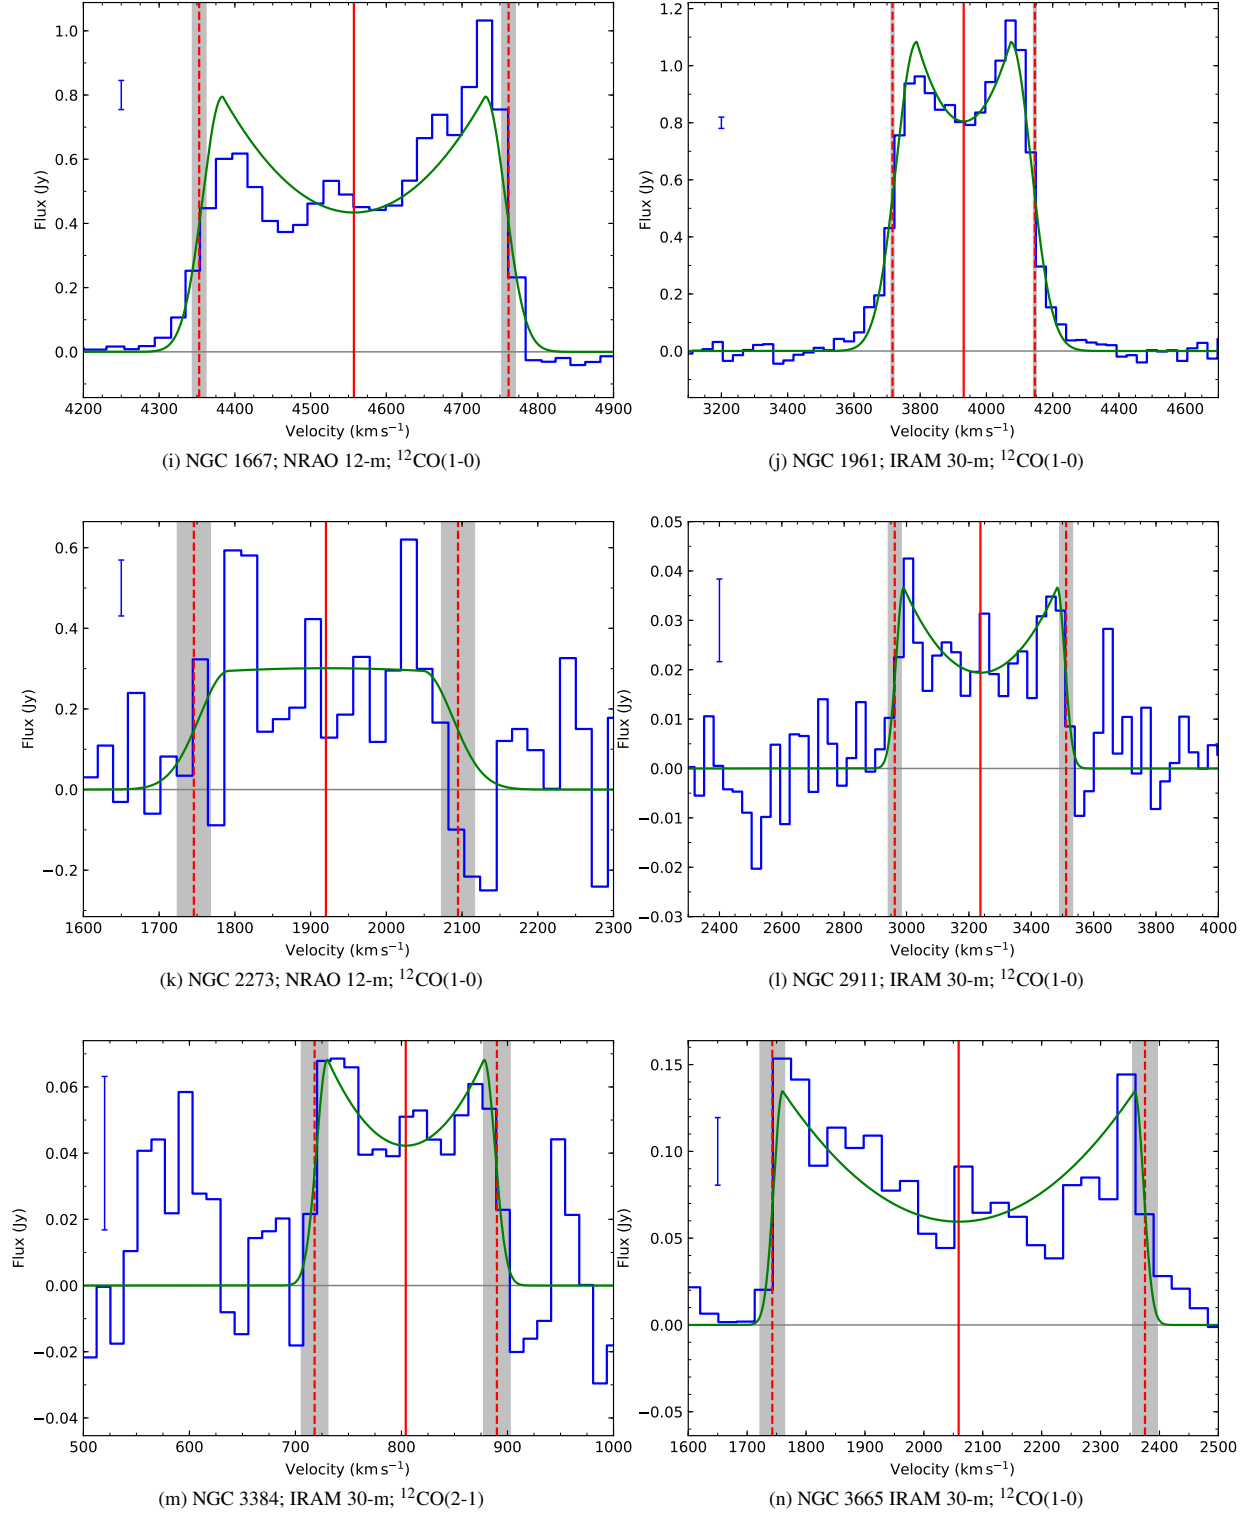 1.0
0.8
0.6
0.4
0.2
0.0
Flux (Jy)
4200 4300 4400 4500 4600 4700 4800 4900
Velocity (km s⁻¹)
(i) NGC 1667; NRAO 12-m; ¹²CO(1-0)
1.2
1.0
0.8
0.6
0.4
0.2
0.0
Flux (Jy)
3200 3400 3600 3800 4000 4200 4400 4600
Velocity (km s⁻¹)
(j) NGC 1961; IRAM 30-m; ¹²CO(1-0)
0.6
0.4
0.2
0.0
−0.2
Flux (Jy)
1600 1700 1800 1900 2000 2100 2200 2300
Velocity (km s⁻¹)
(k) NGC 2273; NRAO 12-m; ¹²CO(1-0)
0.05
0.04
0.03
0.02
0.01
0.00
−0.01
−0.02
−0.03
Flux (Jy)
2400 2600 2800 3000 3200 3400 3600 3800 4000
Velocity (km s⁻¹)
(l) NGC 2911; IRAM 30-m; ¹²CO(1-0)
0.06
0.04
0.02
0.00
−0.02
−0.04
Flux (Jy)
500 600 700 800 900 1000
Velocity (km s⁻¹)
(m) NGC 3384; IRAM 30-m; ¹²CO(2-1)
0.15
0.10
0.05
0.00
−0.05
Flux (Jy)
1600 1700 1800 1900 2000 2100 2200 2300 2400 2500
Velocity (km s⁻¹)
(n) NGC 3665 IRAM 30-m; ¹²CO(1-0)